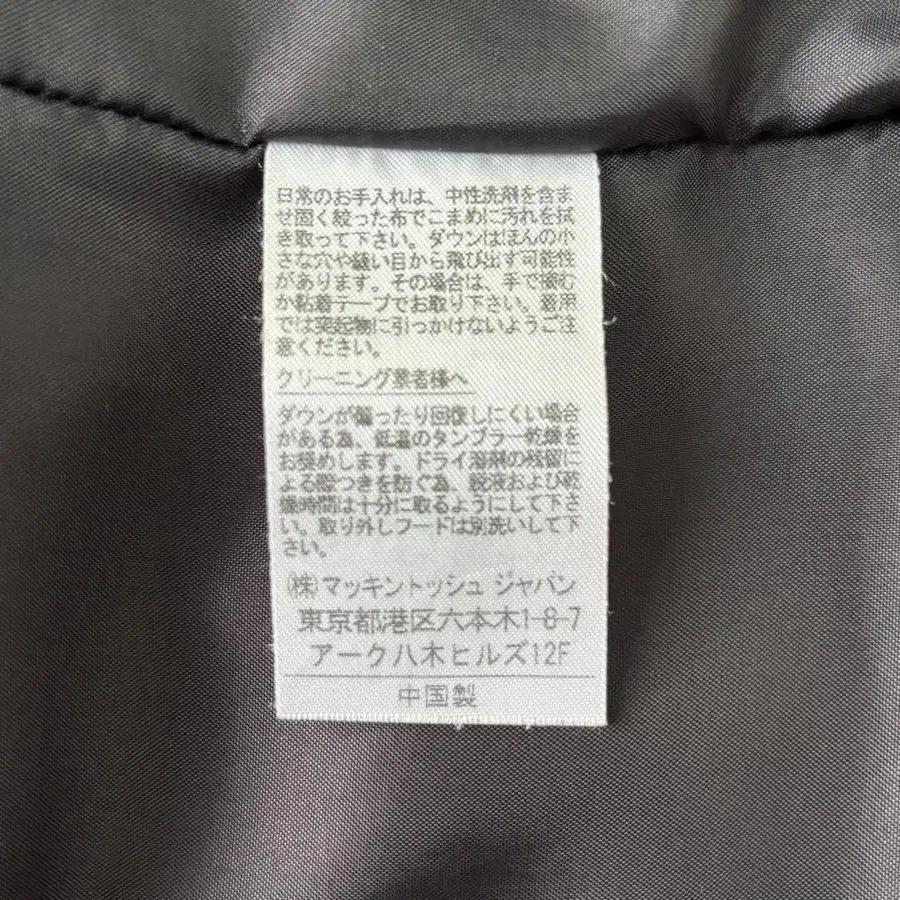 日常のお手入れは、中性洗剤を含ま
せ固く絞った布でこまめに汚れを拭
き取って下さい。ダウンはほんの小
さな穴や縫い目から飛び出す可能性
があります。その場合は、手で摘む
か粘着テープでお取り下さい。着用
では突起物に引っかけないようご注
意ください。
クリーニング業者様へ
ダウンが偏ったり回復しにくい場合
がある為、低温のタンブラー乾燥を
お奨めします。ドライ溶剤の残留に
よる際つきを防ぐ為、脱液および乾
燥時間は十分に取るようにして下さ
い。取り外しフードは別洗いして下
さい。
(株)マッキントッシュ ジャパン
東京都港区六本木1-8-7
アーク八木ヒルズ12F
中国製